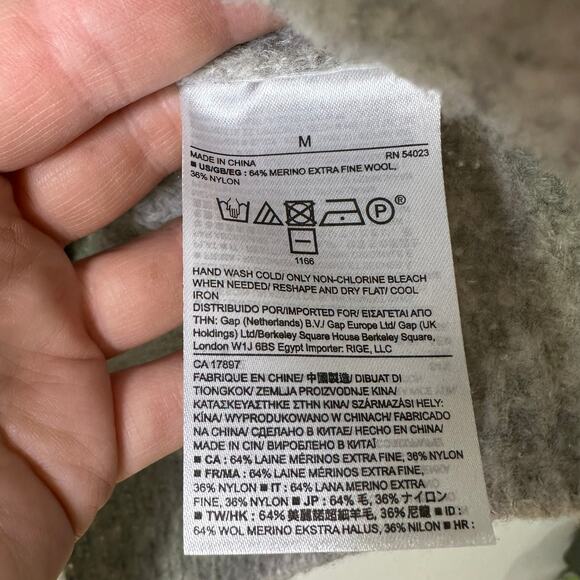 M
MADE IN CHINA RN 54023
■ US/GB/EG : 64% MERINO EXTRA FINE WOOL,
36% NYLON
P®
1166
HAND WASH COLD/ ONLY NON-CHLORINE BLEACH
WHEN NEEDED/ RESHAPE AND DRY FLAT/ COOL
IRON
DISTRIBUIDO POR/IMPORTED FOR/ ΕΙΣΑΓΕΤΑΙ ΑΠΟ
ΤΗΝ: Gap (Netherlands) B.V./ Gap Europe Ltd/ Gap (UK
Holdings) Ltd/Berkeley Square House Berkeley Square,
London W1J 6BS Egypt Importer: RIGE, LLC
CA 17897
FABRIQUE EN CHINE/ 中國製造/ DIBUAT DI
TIONGKOK/ ZEMLJA PROIZVODNJE KINA/
ΚΑΤΑΣΚΕΥΑΣΤΗΚΕ ΣΤΗΝ ΚΙΝΑ/ SZÁRMAZÁSI HELY:
KÍNA/ WYPRODUKOWANO W CHINACH/ FABRICADO
NA CHINA/ СДЕЛАНО В КИТАЕ/ HECHO EN CHINA/
MADE IN CIN/ ВИРОБЛЕНО В КИТАЇ
■ CA : 64% LAINE MÉRINOS EXTRA FINE, 36% NYLON
■ FR/MA : 64% LAINE MÉRINOS EXTRA FINE,
36% NYLON ■ IT : 64% LANA MERINO EXTRA
FINE, 36% NYLON ■ JP : 64% 毛, 36% ナイロン
■ TW/HK : 64% 美麗諾超細羊毛, 36% 尼龍 ■ ID :
64% WOL MERINO EKSTRA HALUS, 36% NILON ■ HR :